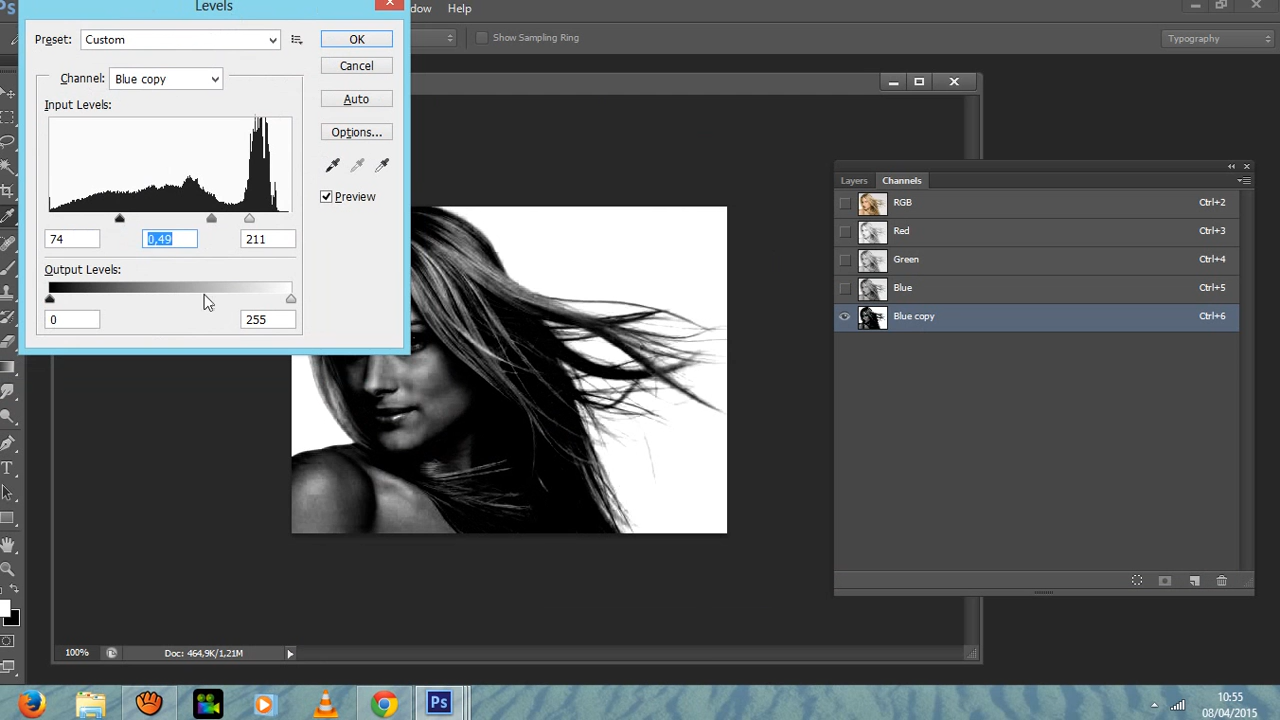 Ps
Levels
dow
Help
Preset:
Custom
OK
Show Sampling Ring
Typography
Cancel
Channel:
Blue copy
Auto
Input Levels:
Options...
Preview
Layers
Channels
RGB
Ctrl+2
Red
Ctrl+3
74
0,49
211
Green
Ctrl+4
Output Levels:
Blue
Ctrl+5
0
255
Blue copy
Ctrl+6
100%
Doc: 464,9K/1,21M
Ps
10:55
08/04/2015